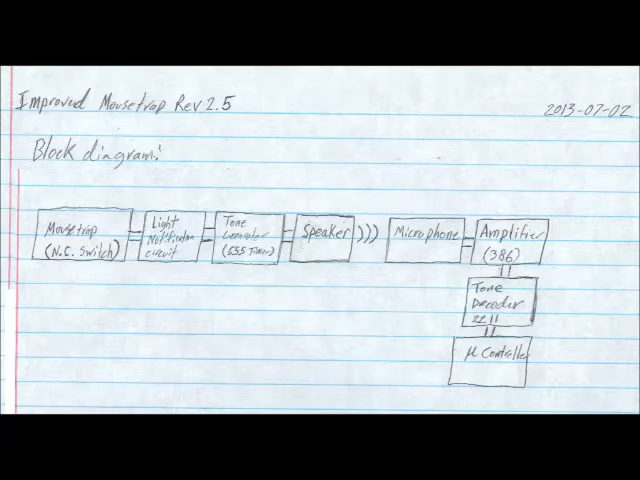 Improved Mousetrap Rev 2.5
2013-07-02
Block diagram:
Mousetrap
(N.C. Switch)
Light
Notification
circuit
Tone
Generator
(555 Timer)
Speaker
Microphone
Amplifier
(386)
Tone
Decoder
2211
μ Controller